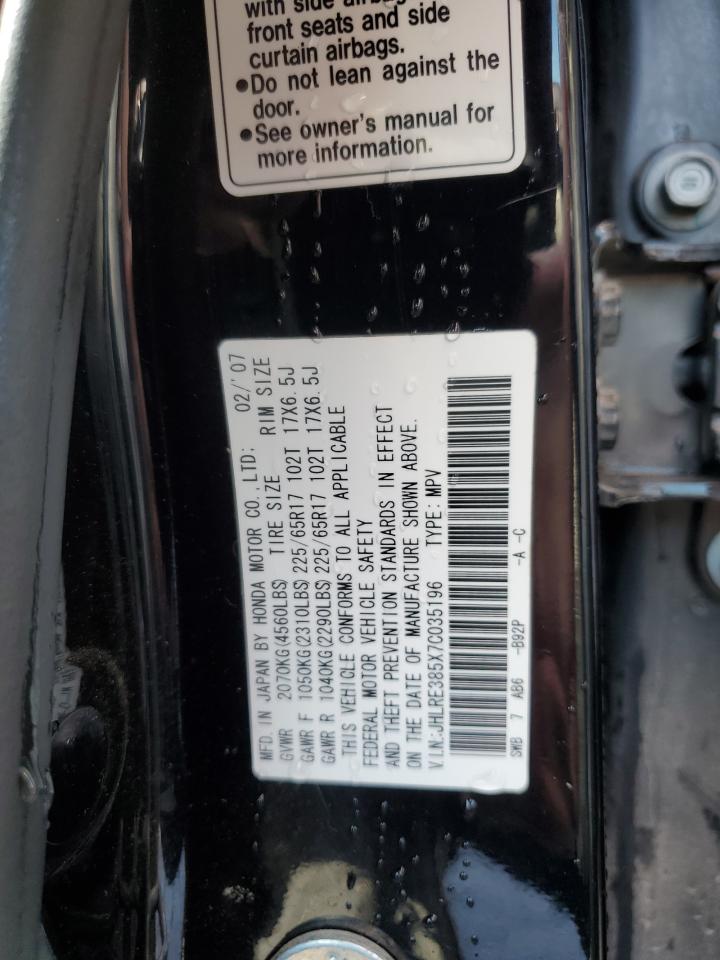 with side airbags
front seats and side
curtain airbags.
●Do not lean against the
door.
●See owner's manual for
more information.
MFD. IN JAPAN BY HONDA MOTOR CO., LTD; 02/'07
GVWR 2070KG(4560LBS) TIRE SIZE RIM SIZE
GAWR F 1050KG(2310LBS) 225/65R17 102T 17X6.5J
GAWR R 1040KG(2290LBS) 225/65R17 102T 17X6.5J
THIS VEHICLE CONFORMS TO ALL APPLICABLE
FEDERAL MOTOR VEHICLE SAFETY
AND THEFT PREVENTION STANDARDS IN EFFECT
ON THE DATE OF MANUFACTURE SHOWN ABOVE.
V.I.N.:JHLRE385X7C035196 TYPE: MPV
SWB 7 AB6 -B92P -A -C